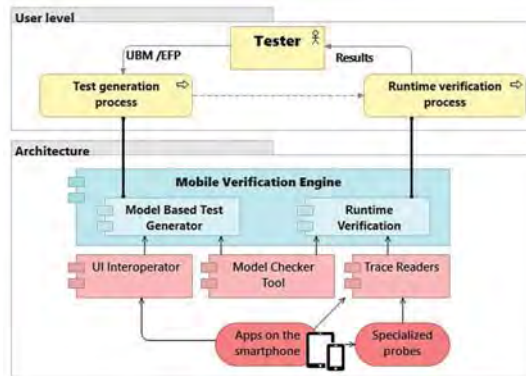 User level
Tester
UBM /EFP
Results
Test generation
process
Runtime verification
process
Architecture
Mobile Verification Engine
Model Based Test
Generator
Runtime
Verification
UI Interoperator
Model Checker
Tool
Trace Readers
Apps on the
smartphone
Specialized
probes